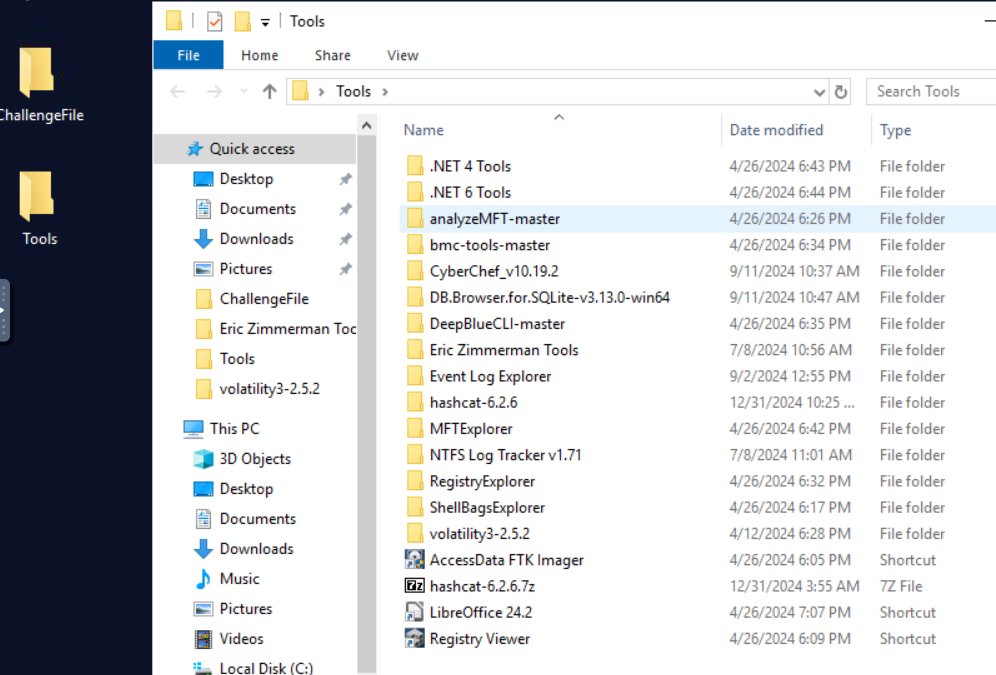 ChallengeFile
Tools
Tools
File Home Share View
Tools
Search Tools
Name Date modified Type
Quick access
Desktop
Documents
Downloads
Pictures
ChallengeFile
Eric Zimmerman Too
Tools
volatility3-2.5.2
This PC
3D Objects
Desktop
Documents
Downloads
Music
Pictures
Videos
Local Disk (C:)
.NET 4 Tools 4/26/2024 6:43 PM File folder
.NET 6 Tools 4/26/2024 6:44 PM File folder
analyzeMFT-master 4/26/2024 6:26 PM File folder
bmc-tools-master 4/26/2024 6:34 PM File folder
CyberChef_v10.19.2 9/11/2024 10:37 AM File folder
DB.Browser.for.SQLite-v3.13.0-win64 9/11/2024 10:47 AM File folder
DeepBlueCLI-master 4/26/2024 6:35 PM File folder
Eric Zimmerman Tools 7/8/2024 10:56 AM File folder
Event Log Explorer 9/2/2024 12:55 PM File folder
hashcat-6.2.6 12/31/2024 10:25 ... File folder
MFTExplorer 4/26/2024 6:42 PM File folder
NTFS Log Tracker v1.71 7/8/2024 11:01 AM File folder
RegistryExplorer 4/26/2024 6:32 PM File folder
ShellBagsExplorer 4/26/2024 6:17 PM File folder
volatility3-2.5.2 4/12/2024 6:28 PM File folder
AccessData FTK Imager 4/26/2024 6:05 PM Shortcut
7z hashcat-6.2.6.7z 12/31/2024 3:55 AM 7Z File
LibreOffice 24.2 4/26/2024 7:07 PM Shortcut
Registry Viewer 4/26/2024 6:09 PM Shortcut